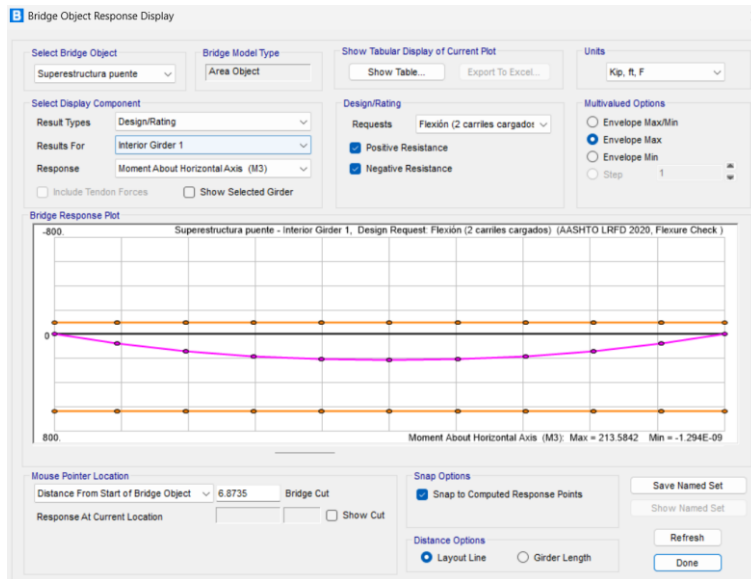 B Bridge Object Response Display
Select Bridge Object
Superestructura puente
Bridge Model Type
Area Object
Show Tabular Display of Current Plot
Show Table...
Export To Excel...
Units
Kip, ft, F
Select Display Component
Result Types
Design/Rating
Results For
Interior Girder 1
Response
Moment About Horizontal Axis (M3)
Include Tendon Forces
Show Selected Girder
Design/Rating
Requests
Flexión (2 carriles cargados
Positive Resistance
Negative Resistance
Multivalued Options
Envelope Max/Min
Envelope Max
Envelope Min
Step
1
Bridge Response Plot
-800.
Superestructura puente - Interior Girder 1, Design Request: Flexión (2 carriles cargados) (AASHTO LRFD 2020, Flexure Check )
0
800.
Moment About Horizontal Axis (M3): Max = 213.5842 Min = -1.294E-09
Mouse Pointer Location
Distance From Start of Bridge Object
6.8735
Bridge Cut
Response At Current Location
Show Cut
Snap Options
Snap to Computed Response Points
Distance Options
Layout Line
Girder Length
Save Named Set
Show Named Set
Refresh
Done